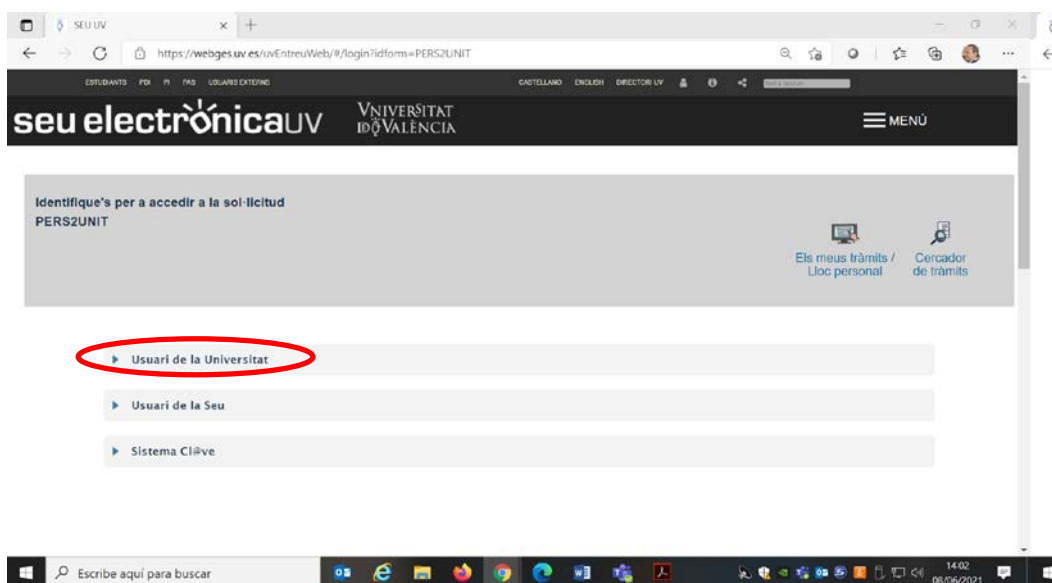 SEU UV
https://webges.uv.es/uvEntreuWeb/#/login?idform=PERS2UNIT
ESTUDIANTS PDI PI PAS USUARIO EXTERNO CASTELLANO ENGLISH DIRECTORI UV
seu electrònicauv VNIVERSITAT MENÚ
DE VALÈNCIA
Identifique's per a accedir a la sol·licitud
PERS2UNIT
Els meus tràmits / Cercador
Lloc personal de tràmits
Usuari de la Universitat
Usuari de la Seu
Sistema Cl@ve
Escribe aquí para buscar
14:02
08/06/2021